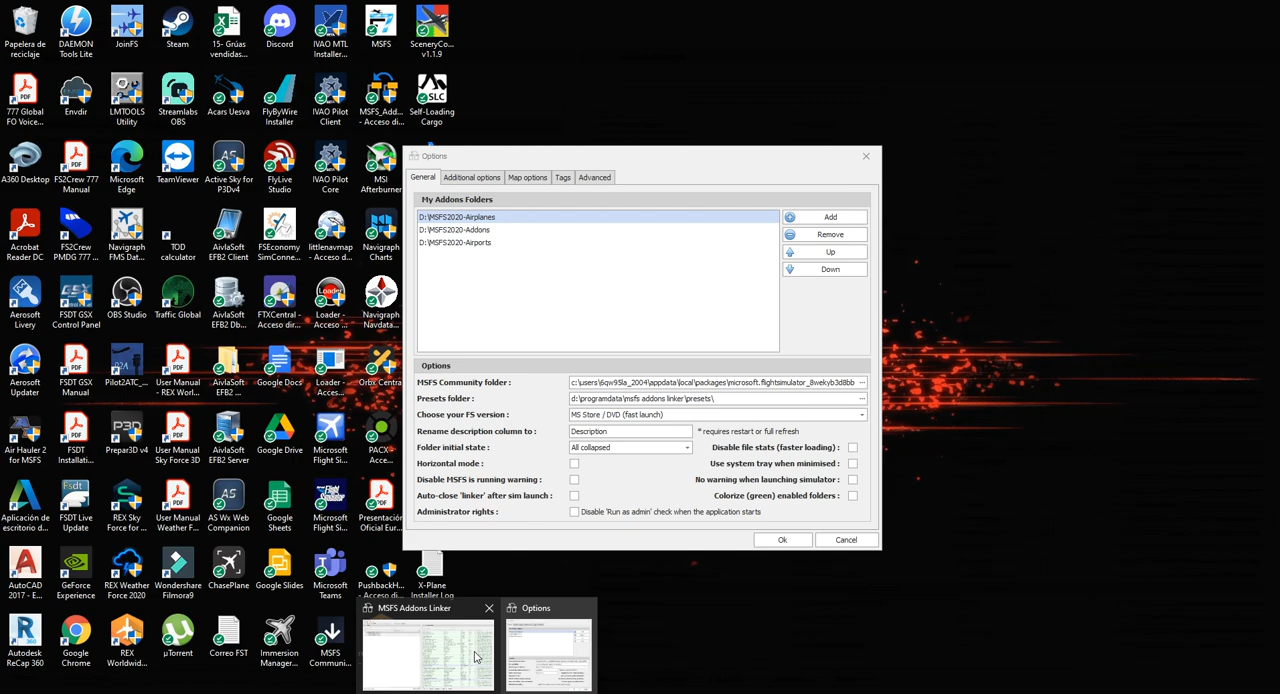 Papelera de
reciclaje
DAEMON
Tools Lite
JoinFS
Steam
15- Grúas
vendidas...
Discord
IVAO MTL
Installer...
MSFS
SceneryCo...
v1.1.9
777 Global
FO Voice...
Envdir
LMTOOLS
Utility
Streamlabs
OBS
Acars Uesva
FlyByWire
Installer
IVAO Pilot
Client
MSFS_Add...
- Acceso di...
SLC
Self-Loading
Cargo
A360 Desktop
FS2Crew 777
Manual
Microsoft
Edge
TeamViewer
AS
Active Sky for
P3Dv4
FlyLive
Studio
IVAO Pilot
Core
MSI
Afterburner
Acrobat
Reader DC
FS2Crew
PMDG 777 ...
Navigraph
FMS Dat...
TOD
calculator
AivlaSoft
EFB2 Client
FSEconomy
SimConne...
littlenavmap
- Acceso d...
Navigraph
Charts
Aerosoft
Livery
GSX
FSDT GSX
Control Panel
OBS Studio
Traffic Global
AivlaSoft
EFB2 Db...
FTXCentral -
Acceso dir...
Loader
Loader -
Acceso ...
Navigraph
Navdata...
Aerosoft
Updater
FSDT GSX
Manual
Pilot2ATC_...
User Manual
- REX Worl...
AivlaSoft
EFB2 ...
Google Docs
Loader -
Acces...
Orbx Central
Air Hauler 2
for MSFS
FSDT
Installati...
P3D
Prepar3D v4
User Manual
Sky Force 3D
AivlaSoft
EFB2 Server
Google Drive
Microsoft
Flight Si...
PACX -
Acce...
Aplicación de
escritorio d...
Fsdt
FSDT Live
Update
REX Sky
Force for ...
User Manual
Weather F...
AS
AS Wx Web
Companion
Google
Sheets
Microsoft
Flight Si...
Presentación
Oficial Eur...
AutoCAD
2017 - E...
GeForce
Experience
REX Weather
Force 2020
Wondershare
Filmora9
ChasePlane
Google Slides
Microsoft
Teams
PushbackH...
- Acceso di...
X-Plane
Installer Log
Autodesk
ReCap 360
Google
Chrome
REX
Worldwi...
µTorrent
Correo FST
Immersion
Manager...
MSFS
Communi...
Options
General
Additional options
Map options
Tags
Advanced
My Addons Folders
D:\MSFS2020-Airplanes
D:\MSFS2020-Addons
D:\MSFS2020-Airports
Add
Remove
Up
Down
Options
MSFS Community folder :
c:\users\6qw95la_2004\appdata\local\packages\microsoft.flightsimulator_8wekyb3d8bb ...
Presets folder :
d:\programdata\msfs addons linker\presets\ ...
Choose your FS version :
MS Store / DVD (fast launch)
Rename description column to :
Description
* requires restart or full refresh
Folder initial state :
All collapsed
Disable file stats (faster loading) :
Horizontal mode :
Use system tray when minimised :
Disable MSFS is running warning :
No warning when launching simulator :
Auto-close 'linker' after sim launch :
Colorize (green) enabled folders :
Administrator rights :
Disable 'Run as admin' check when the application starts
Ok
Cancel
MSFS Addons Linker
Options